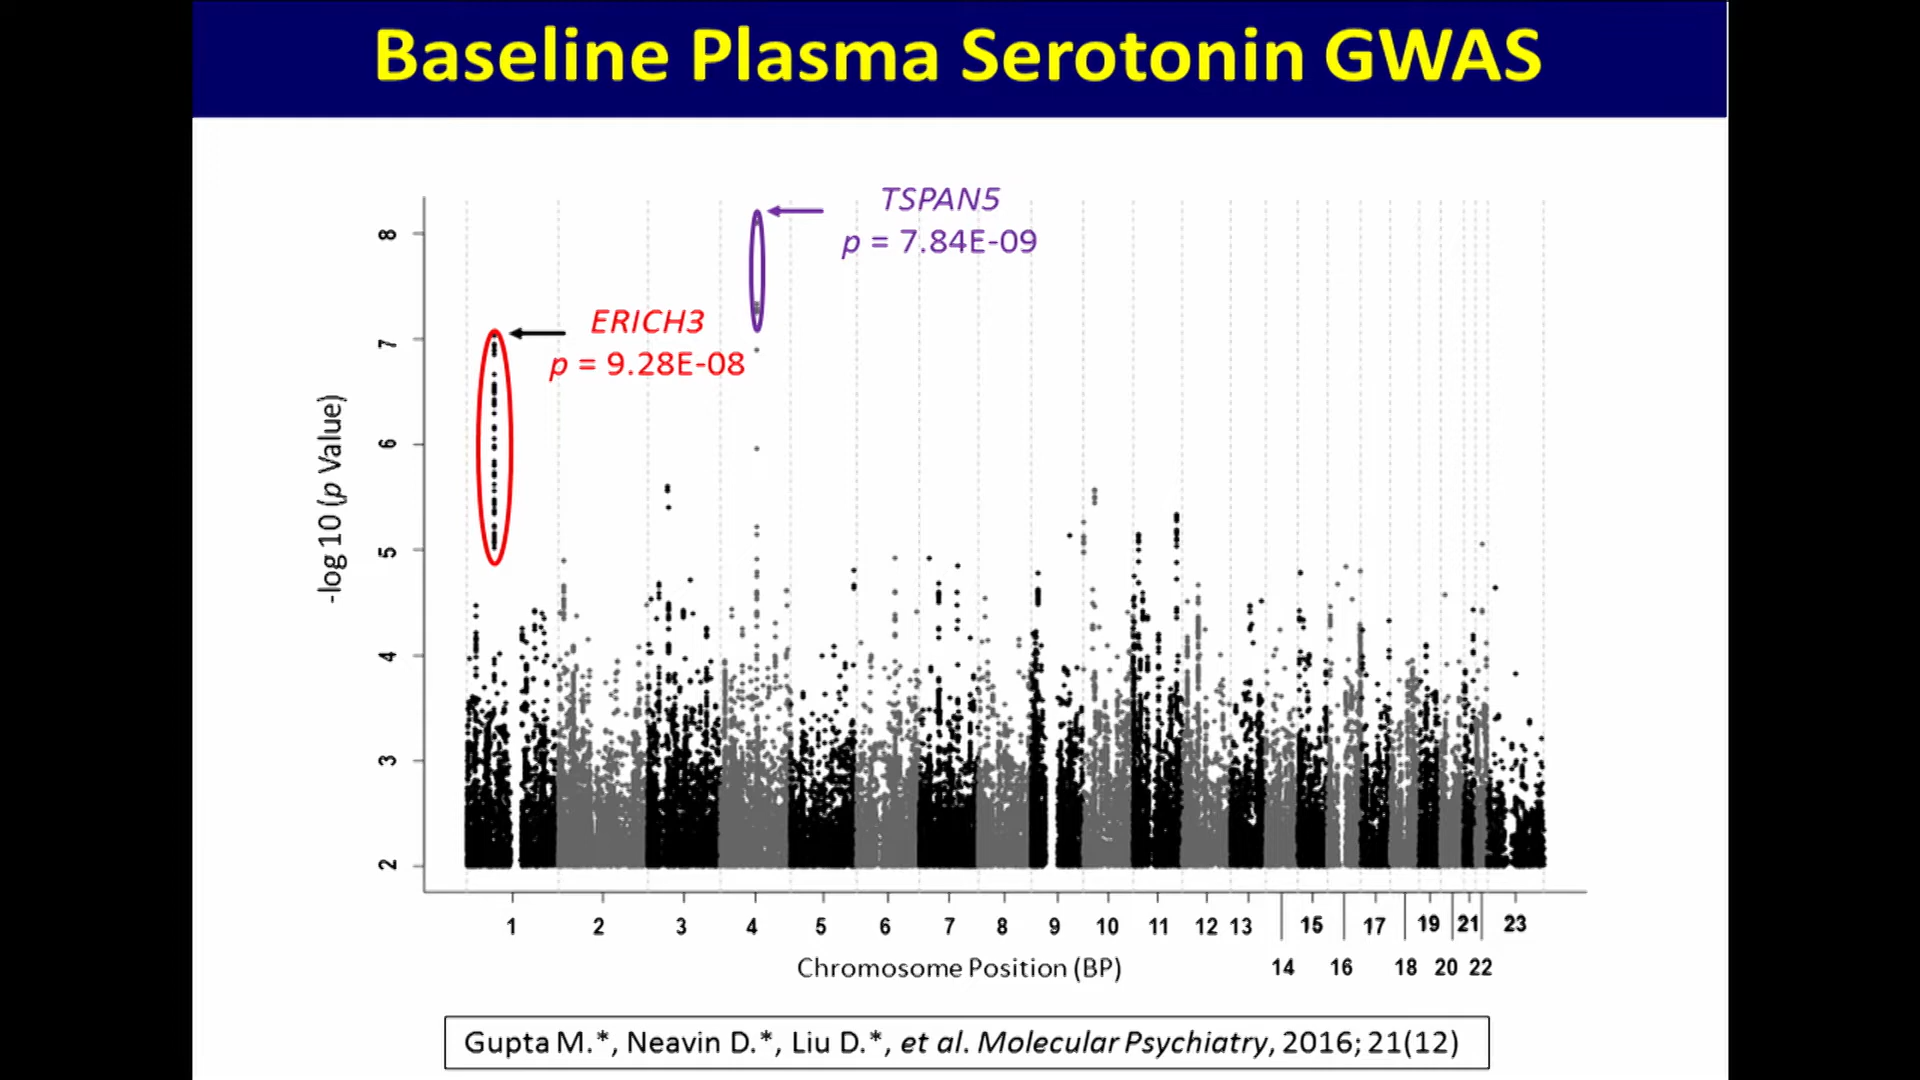 Baseline Plasma Serotonin GWAS
TSPAN5
p = 7.84E-09
ERICH3
p = 9.28E-08
-log 10 (p Value)
8
7
6
5
4
3
2
1 2 3 4 5 6 7 8 9 10 11 12 13 15 17 19 21 23
14 16 18 20 22
Chromosome Position (BP)
Gupta M.*, Neavin D.*, Liu D.*, et al. Molecular Psychiatry, 2016; 21(12)